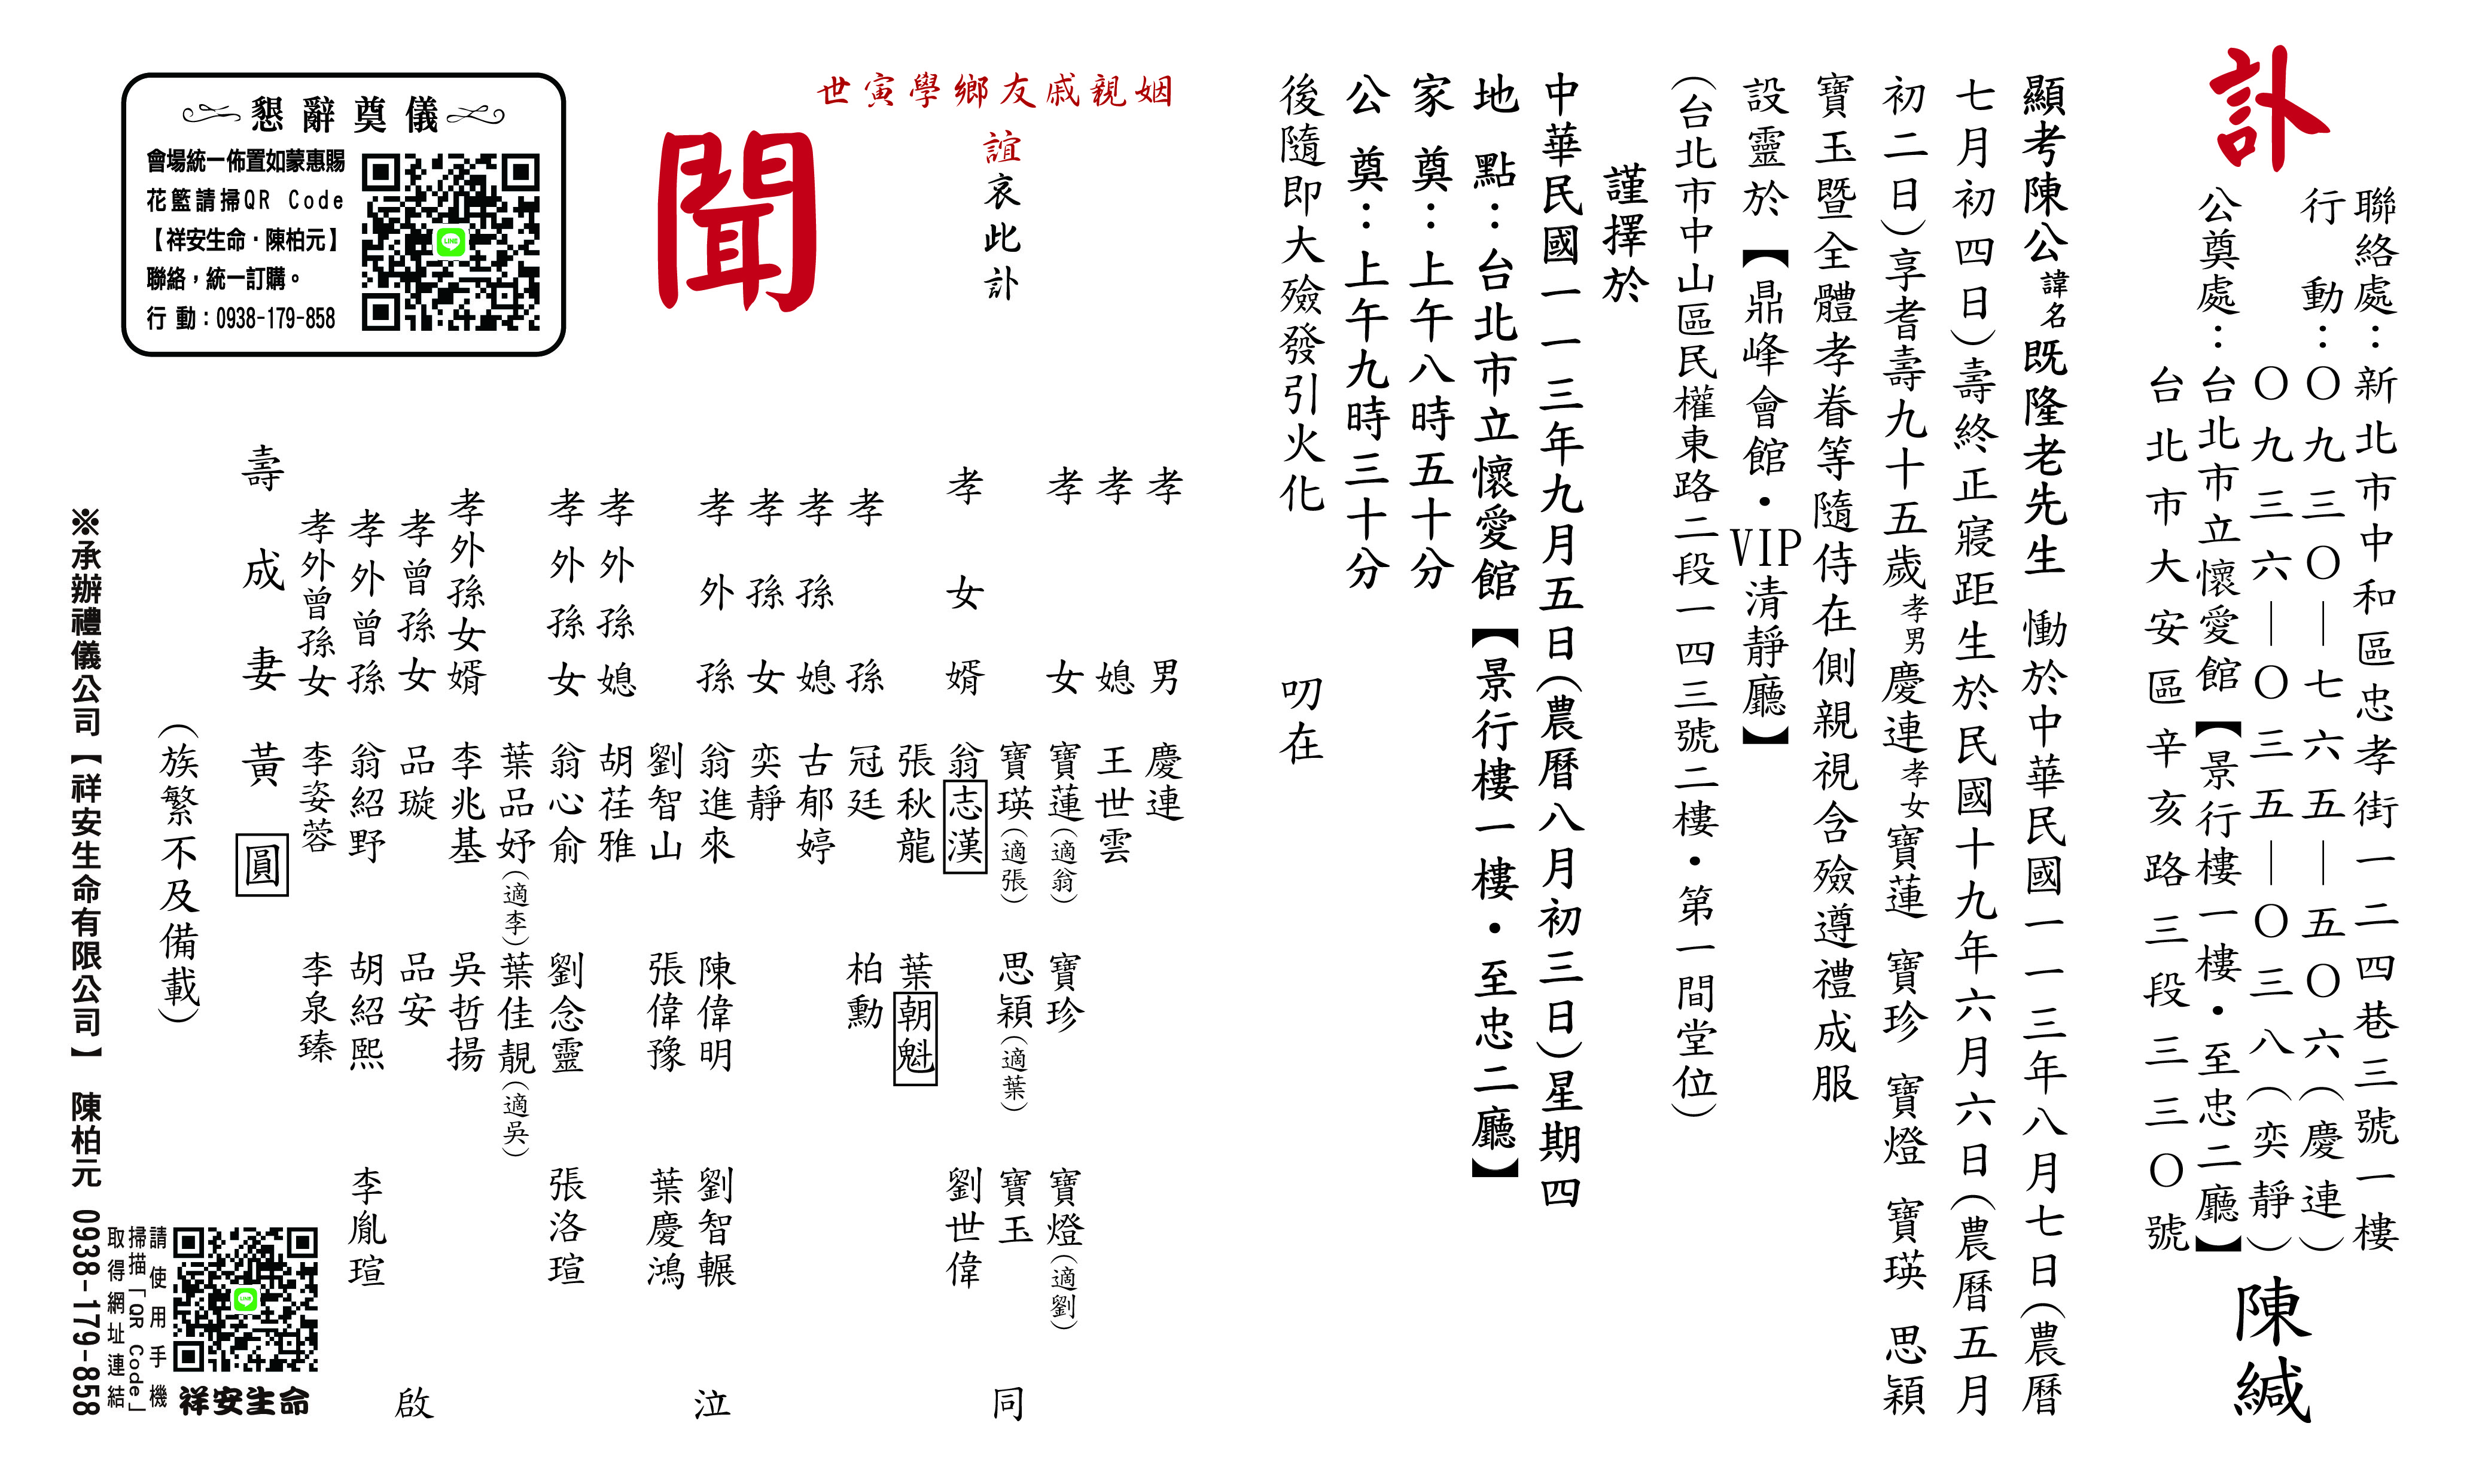 訃
聯絡處：新北市中和區忠孝街一二四巷三號一樓
行動：〇九三〇—七六五—五〇六（慶連）
〇九三六—〇三五—〇三八（奕靜）
公奠處：台北市立懷愛館【景行樓一樓・至忠二廳】
台北市大安區辛亥路三段三三〇號
陳緘
顯考陳公諱名既隆老先生 慟於中華民國一一三年八月七日（農曆
七月初四日）壽終正寢距生於民國十九年六月六日（農曆五月
初二日）享耆壽九十五歲孝男慶連孝女寶蓮 寶珍 寶燈 寶瑛 思穎
寶玉暨全體孝眷等隨侍在側親視含殮遵禮成服
設靈於【鼎峰會館・VIP清靜廳】
（台北市中山區民權東路二段一四三號二樓・第一間堂位）
謹擇於
中華民國一一三年九月五日（農曆八月初三日）星期四
地 點：台北市立懷愛館【景行樓一樓・至忠二廳】
家 奠：上午八時五十分
公 奠：上午九時三十分
後隨即大殮發引火化 叨在
姻親戚友鄉學寅世
誼哀此訃
聞
孝男 慶連
孝媳 王世雲
孝女 寶蓮（適翁） 寶珍 寶燈（適劉）
寶瑛（適張） 思穎（適葉） 寶玉
孝女婿 翁志漢 劉世偉
張秋龍 葉朝魁
孝孫 冠廷 柏勳
孝孫媳 古郁婷
孝孫女 奕靜
孝外孫 翁進來 陳偉明 劉智輾
劉智山 張偉豫 葉慶鴻
孝外孫媳 胡荏雅
孝外孫女 翁心俞 劉念靈 張洛瑄
葉品妤（適李） 葉佳靚（適吳）
孝外孫女婿 李兆基 吳哲揚
孝曾孫女 品璇 品安
孝外曾孫 翁紹野 胡紹熙 李胤瑄
孝外曾孫女 李姿蓉 李泉臻
壽成妻 黃圓
同泣啟
（族繁不及備載）
懇辭奠儀
會場統一佈置如蒙惠賜
花籃請掃QR Code
【祥安生命・陳柏元】
聯絡，統一訂購。
行 動：0938-179-858
請使用手機
掃描「QR Code」
取得網址連結
祥安生命
※承辦禮儀公司【祥安生命有限公司】 陳柏元 0938-179-858